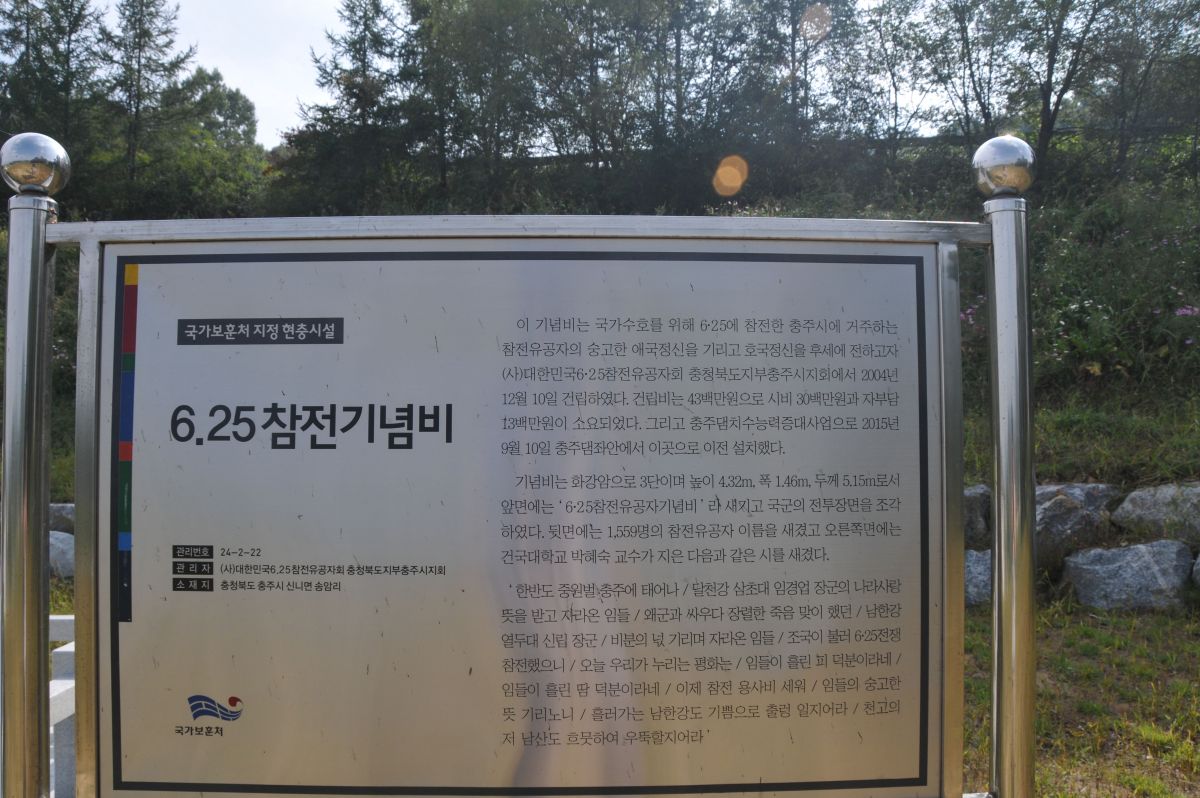 국가보훈처 지정 현충시설
6.25참전기념비
관리번호 24-2-22
관 리 자 (사)대한민국6.25참전유공자회 충청북도지부충주시지회
소 재 지 충청북도 충주시 신니면 송암리
국가보훈처
이 기념비는 국가수호를 위해 6·25에 참전한 충주시에 거주하는
참전유공자의 숭고한 애국정신을 기리고 호국정신을 후세에 전하고자
(사)대한민국6·25참전유공자회 충청북도지부충주시지회에서 2004년
12월 10일 건립하였다. 건립비는 43백만원으로 시비 30백만원과 자부담
13백만원이 소요되었다. 그리고 충주댐치수능력증대사업으로 2015년
9월 10일 충주댐좌안에서 이곳으로 이전 설치했다.
기념비는 화강암으로 3단이며 높이 4.32m, 폭 1.46m, 두께 5.15m로서
앞면에는 ‘ 6·25참전유공자기념비 ’ 라 새키고 국군의 전투장면을 조각
하였다. 뒷면에는 1,559명의 참전유공자 이름을 새겼고 오른쪽면에는
건국대학교 박혜숙 교수가 지은 다음과 같은 시를 새겼다.
‘ 한반도 중원벌 충주에 태어나 / 달천강 삼초대 임경업 장군의 나라사랑
뜻을 받고 자라온 임들 / 왜군과 싸우다 장렬한 죽음 맞이 했던 / 남한강
열두대 신립 장군 / 비분의 넋 기리며 자라온 임들 / 조국이 불러 6·25전쟁
참전했으니 / 오늘 우리가 누리는 평화는 / 임들이 흘린 피 덕분이라네 /
임들이 흘린 땀 덕분이라네 / 이제 참전 용사비 세워 / 임들의 숭고한
뜻 기리노니 / 흘러가는 남한강도 기쁨으로 출렁 일지어라 / 천고의
저 남산도 흐뭇하여 우뚝할지어라 ’